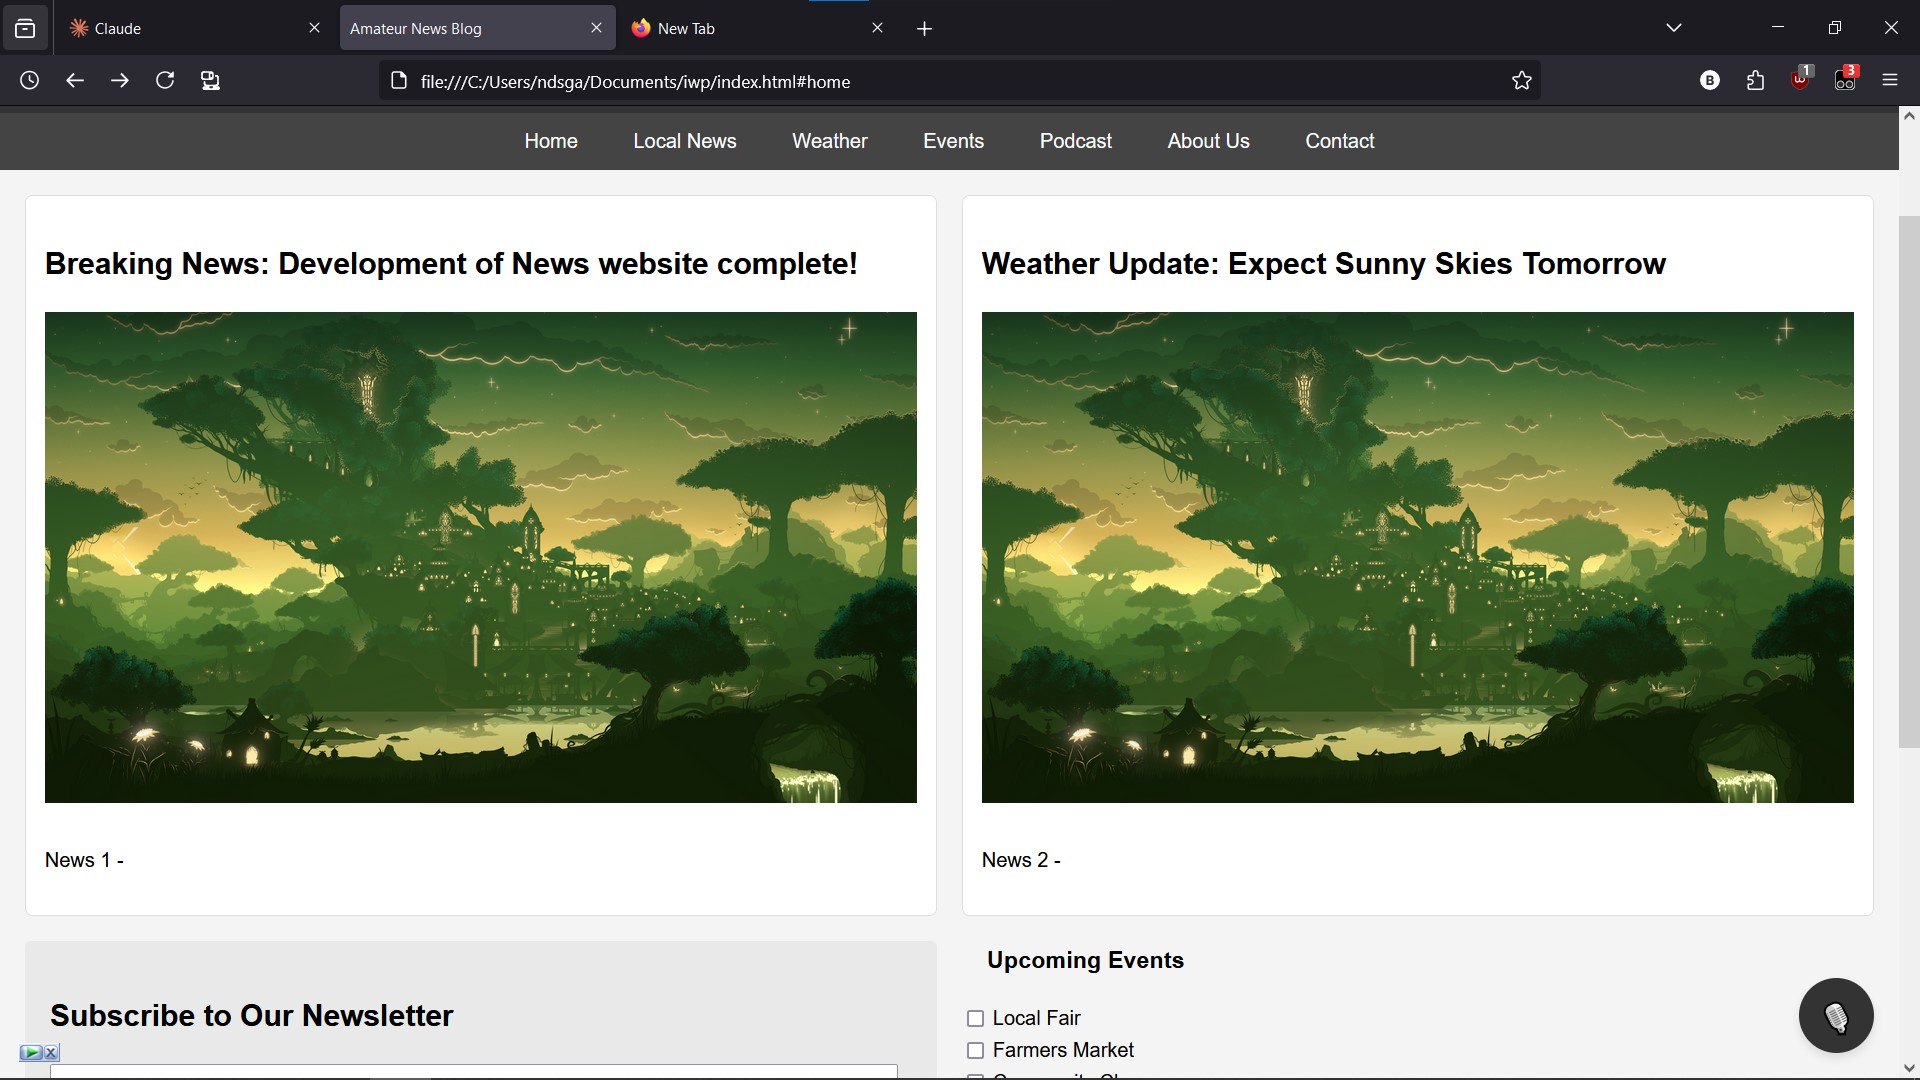 Claude
Amateur News Blog
New Tab
file:///C:/Users/ndsga/Documents/iwp/index.html#home
B
1
3
Home
Local News
Weather
Events
Podcast
About Us
Contact
Breaking News: Development of News website complete!
Weather Update: Expect Sunny Skies Tomorrow
News 1 -
News 2 -
Subscribe to Our Newsletter
Upcoming Events
Local Fair
Farmers Market